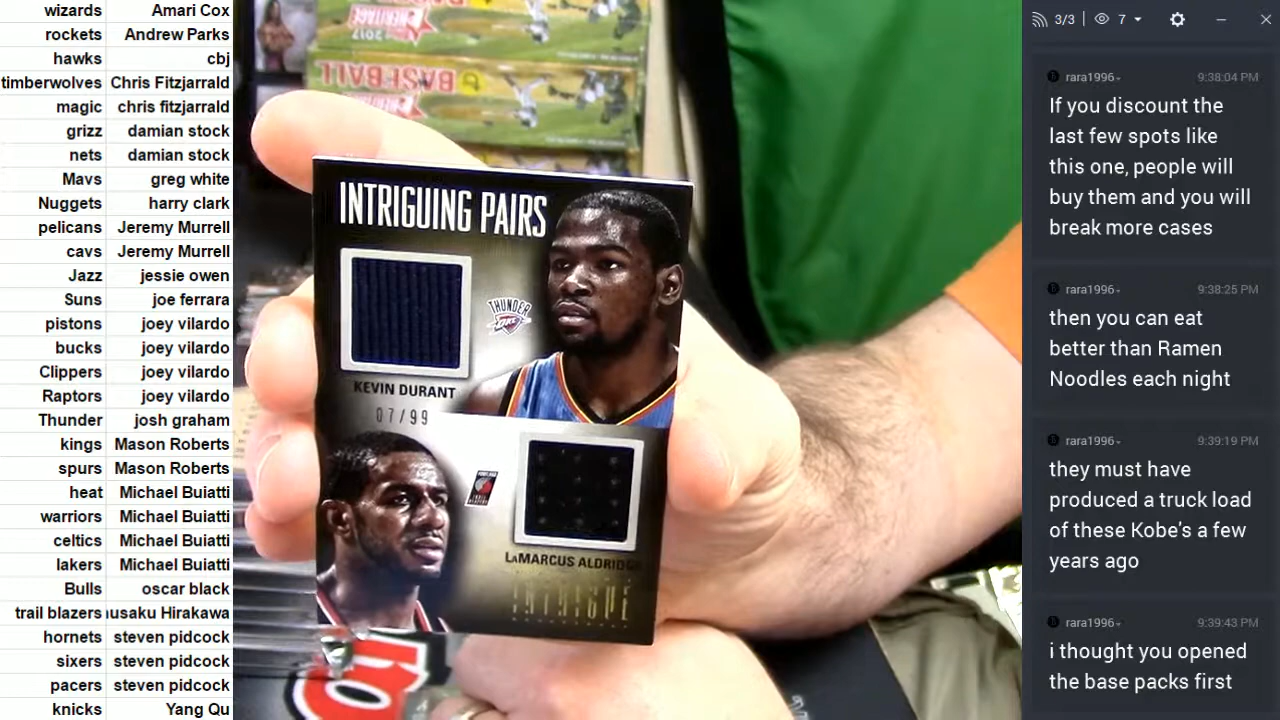 wizards Amari Cox
rockets Andrew Parks
hawks cbj
timberwolves Chris Fitzjarrald
magic chris fitzjarrald
grizz damian stock
nets damian stock
Mavs greg white
Nuggets harry clark
pelicans Jeremy Murrell
cavs Jeremy Murrell
Jazz jessie owen
Suns joe ferrara
pistons joey vilardo
bucks joey vilardo
Clippers joey vilardo
Raptors joey vilardo
Thunder josh graham
kings Mason Roberts
spurs Mason Roberts
heat Michael Buiatti
warriors Michael Buiatti
celtics Michael Buiatti
lakers Michael Buiatti
Bulls oscar black
trail blazers usaku Hirakawa
hornets steven pidcock
sixers steven pidcock
pacers steven pidcock
knicks Yang Qu
2017
HERITAGE
BASEBALL
INTRIGUING PAIRS
THUNDER
OKC
KEVIN DURANT
07/99
LaMARCUS ALDRIDGE
INTRIGUE
3/3 7
rara1996 9:38:04 PM
If you discount the
last few spots like
this one, people will
buy them and you will
break more cases
rara1996 9:38:25 PM
then you can eat
better than Ramen
Noodles each night
rara1996 9:39:19 PM
they must have
produced a truck load
of these Kobe's a few
years ago
rara1996 9:39:43 PM
i thought you opened
the base packs first